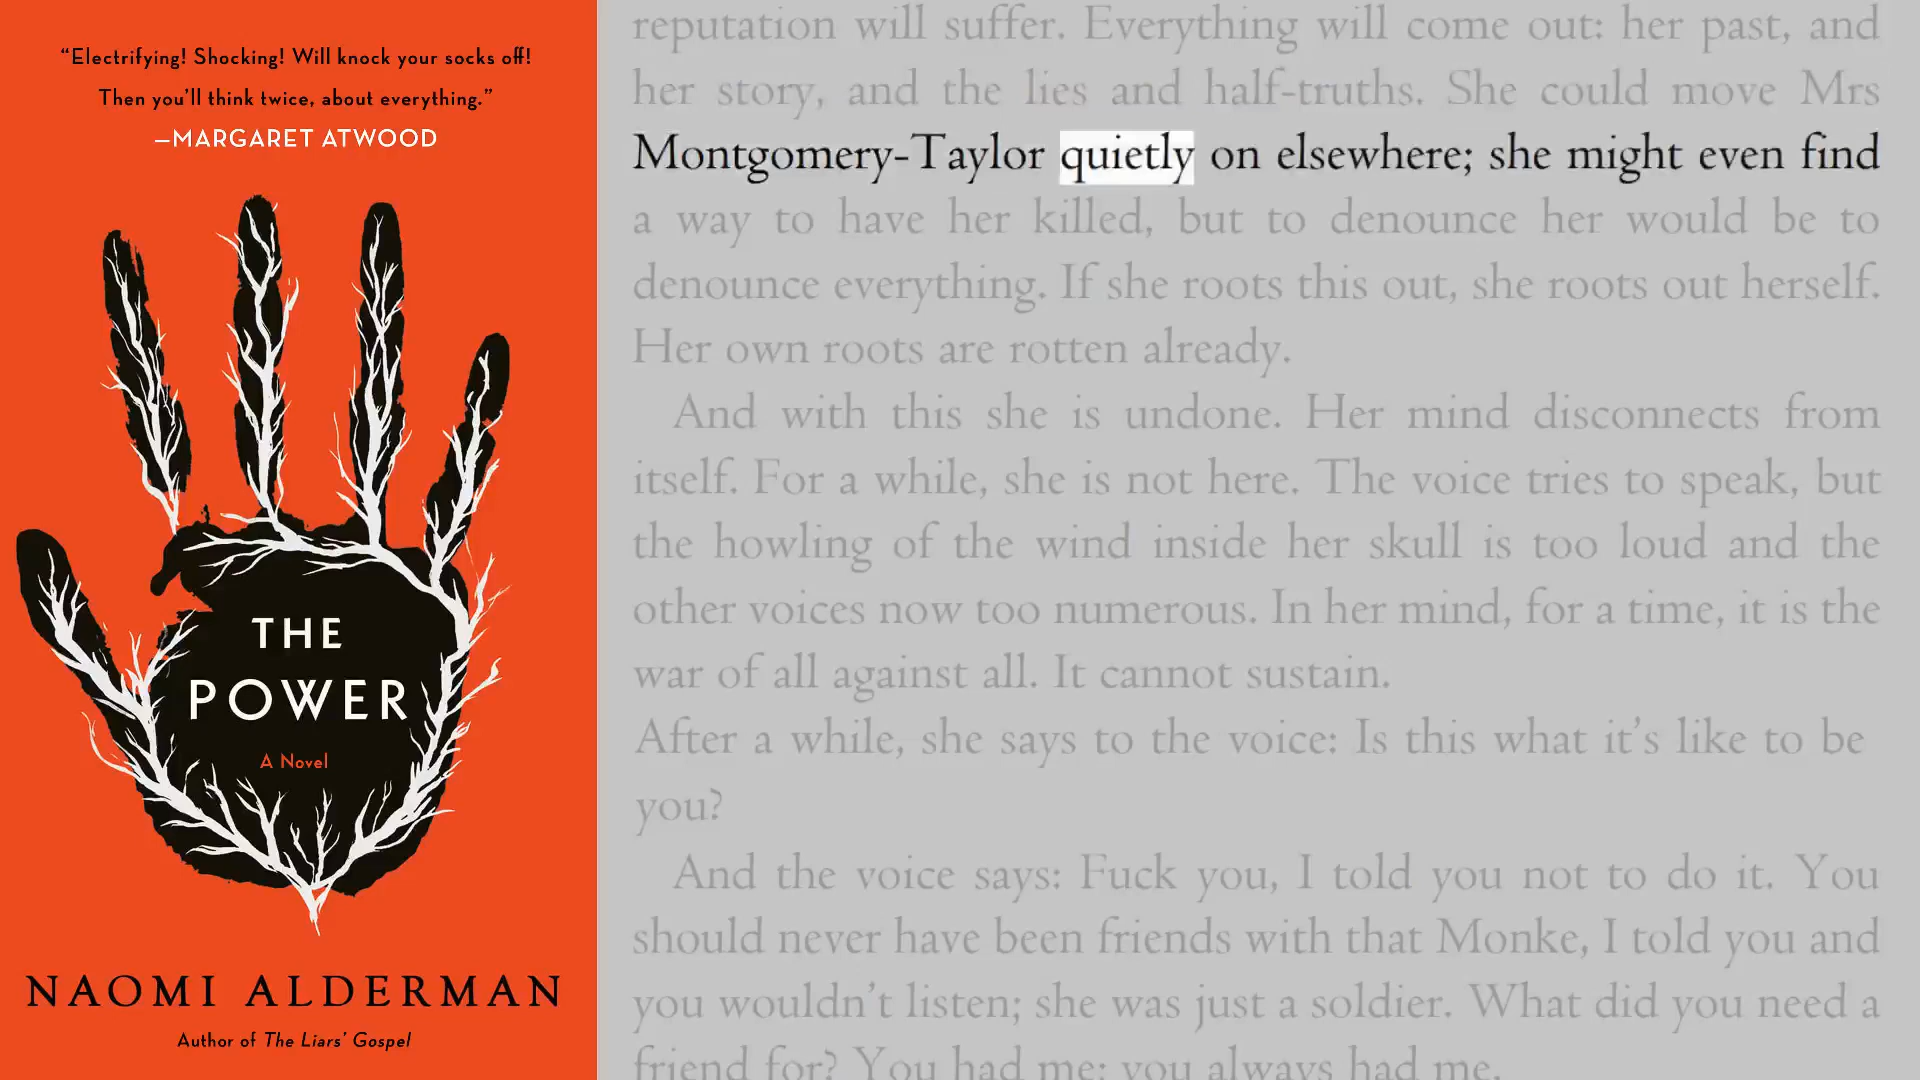 “Electrifying! Shocking! Will knock your socks off!
Then you’ll think twice, about everything.”
—MARGARET ATWOOD
THE
POWER
A Novel
NAOMI ALDERMAN
Author of The Liars’ Gospel
reputation will suffer. Everything will come out: her past, and
her story, and the lies and half-truths. She could move Mrs
Montgomery-Taylor quietly on elsewhere; she might even find
a way to have her killed, but to denounce her would be to
denounce everything. If she roots this out, she roots out herself.
Her own roots are rotten already.
And with this she is undone. Her mind disconnects from
itself. For a while, she is not here. The voice tries to speak, but
the howling of the wind inside her skull is too loud and the
other voices now too numerous. In her mind, for a time, it is the
war of all against all. It cannot sustain.
After a while, she says to the voice: Is this what it’s like to be
you?
And the voice says: Fuck you, I told you not to do it. You
should never have been friends with that Monke, I told you and
you wouldn’t listen; she was just a soldier. What did you need a
friend for? You had me; you always had me.